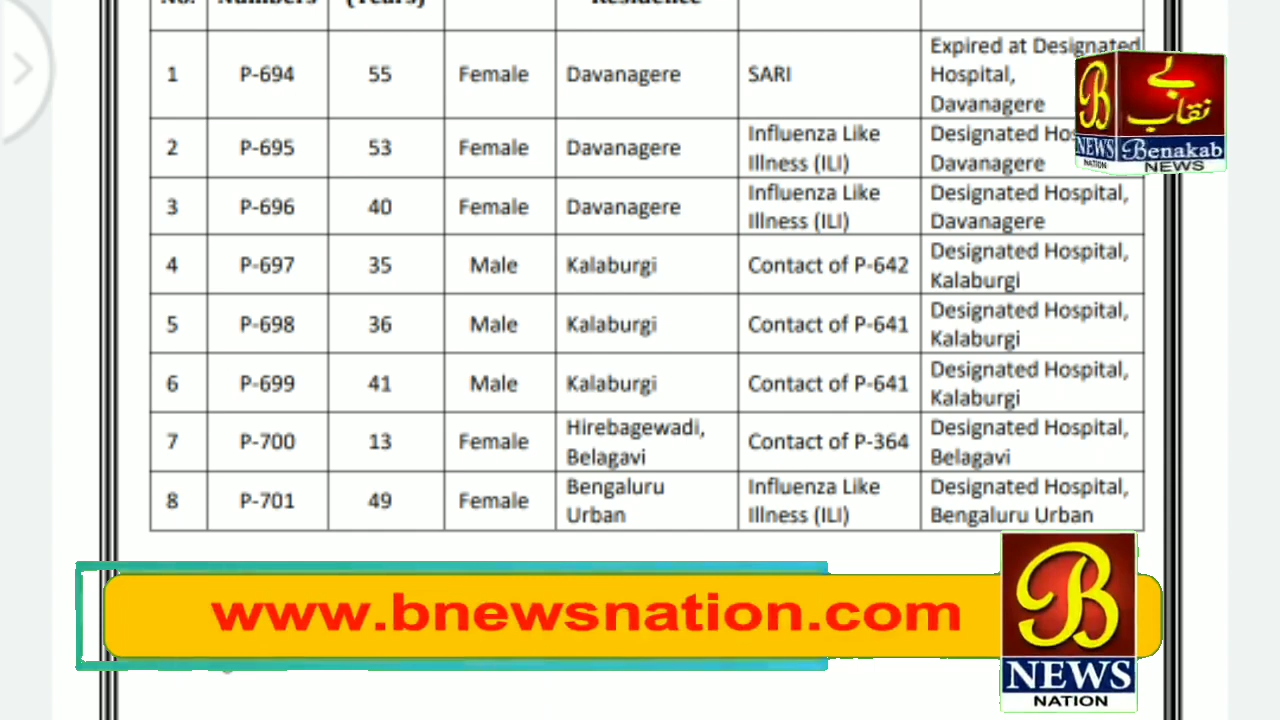 No. Numbers (Years) Residence
1 P-694 55 Female Davanagere SARI Expired at Designated Hospital, Davanagere
2 P-695 53 Female Davanagere Influenza Like Illness (ILI) Designated Davanagere
3 P-696 40 Female Davanagere Influenza Like Illness (ILI) Designated Hospital, Davanagere
4 P-697 35 Male Kalaburgi Contact of P-642 Designated Hospital, Kalaburgi
5 P-698 36 Male Kalaburgi Contact of P-641 Designated Hospital, Kalaburgi
6 P-699 41 Male Kalaburgi Contact of P-641 Designated Hospital, Kalaburgi
7 P-700 13 Female Hirebagewadi, Belagavi Contact of P-364 Designated Hospital, Belagavi
8 P-701 49 Female Bengaluru Urban Influenza Like Illness (ILI) Designated Hospital, Bengaluru Urban
B
NEWS
NATION
بے
نقاب
Benakab
NEWS
www.bnewsnation.com
B
NEWS
NATION